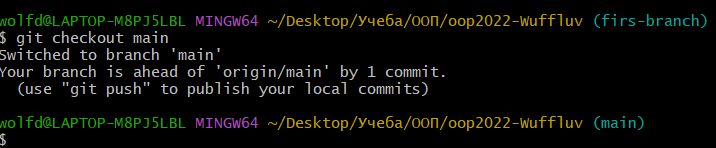 wolfd@LAPTOP-M8PJ5LBL MINGW64 ~/Desktop/Учеба/ООП/oop2022-Wuffluv (firs-branch)
$ git checkout main
Switched to branch 'main'
Your branch is ahead of 'origin/main' by 1 commit.
  (use "git push" to publish your local commits)

wolfd@LAPTOP-M8PJ5LBL MINGW64 ~/Desktop/Учеба/ООП/oop2022-Wuffluv (main)
$